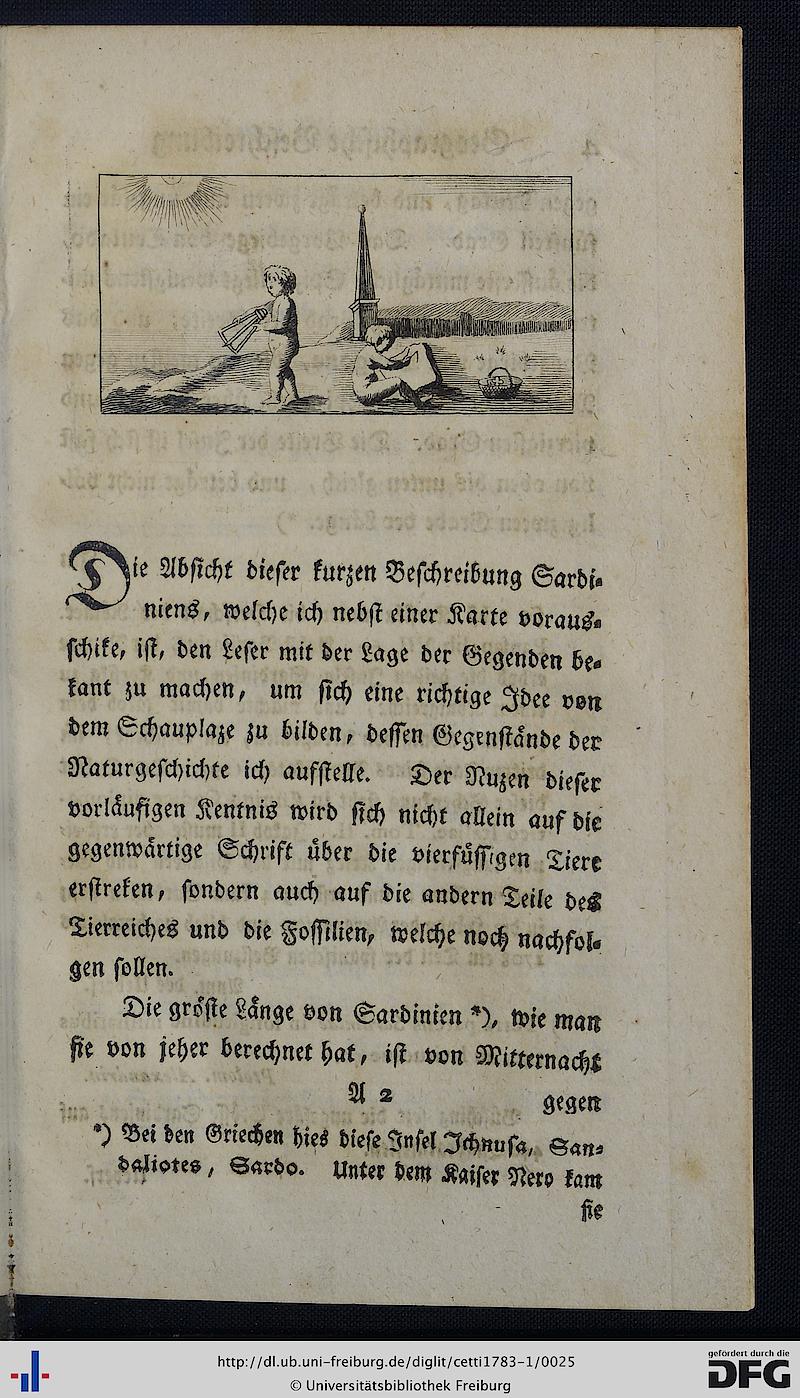 Die Absicht dieser kurzen Beschreibung Sardi-
niens, welche ich nebst einer Karte voraus-
schike, ist, den Leser mit der Lage der Gegenden be-
kant zu machen, um sich eine richtige Idee von
dem Schauplaze zu bilden, dessen Gegenstände der
Naturgeschichte ich aufstelle. Der Nuzen dieser
vorläufigen Kentnis wird sich nicht allein auf die
gegenwärtige Schrift über die vierfüssigen Tiere
erstreken, sondern auch auf die andern Teile des
Tierreiches und die Fossilien, welche noch nachfol-
gen sollen.
Die gröste Länge von Sardinien *), wie man
sie von jeher berechnet hat, ist von Mitternacht
A 2
gegen
*) Bei den Griechen hies diese Insel Ichnusa, San-
daliotes, Sardo. Unter dem Kaiser Nero kam
sie
http://dl.ub.uni-freiburg.de/diglit/cetti1783-1/0025
© Universitätsbibliothek Freiburg
gefördert durch die
DFG